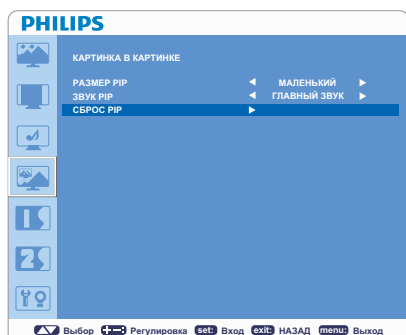 PHILIPS
КАРТИНКА В КАРТИНКЕ
РАЗМЕР PIP ◀ МАЛЕНЬКИЙ ▶
ЗВУК PIP ◀ ГЛАВНЫЙ ЗВУК ▶
СБРОС PIP ▶
Выбор Регулировка set: Вход exit: НАЗАД menu: Выход